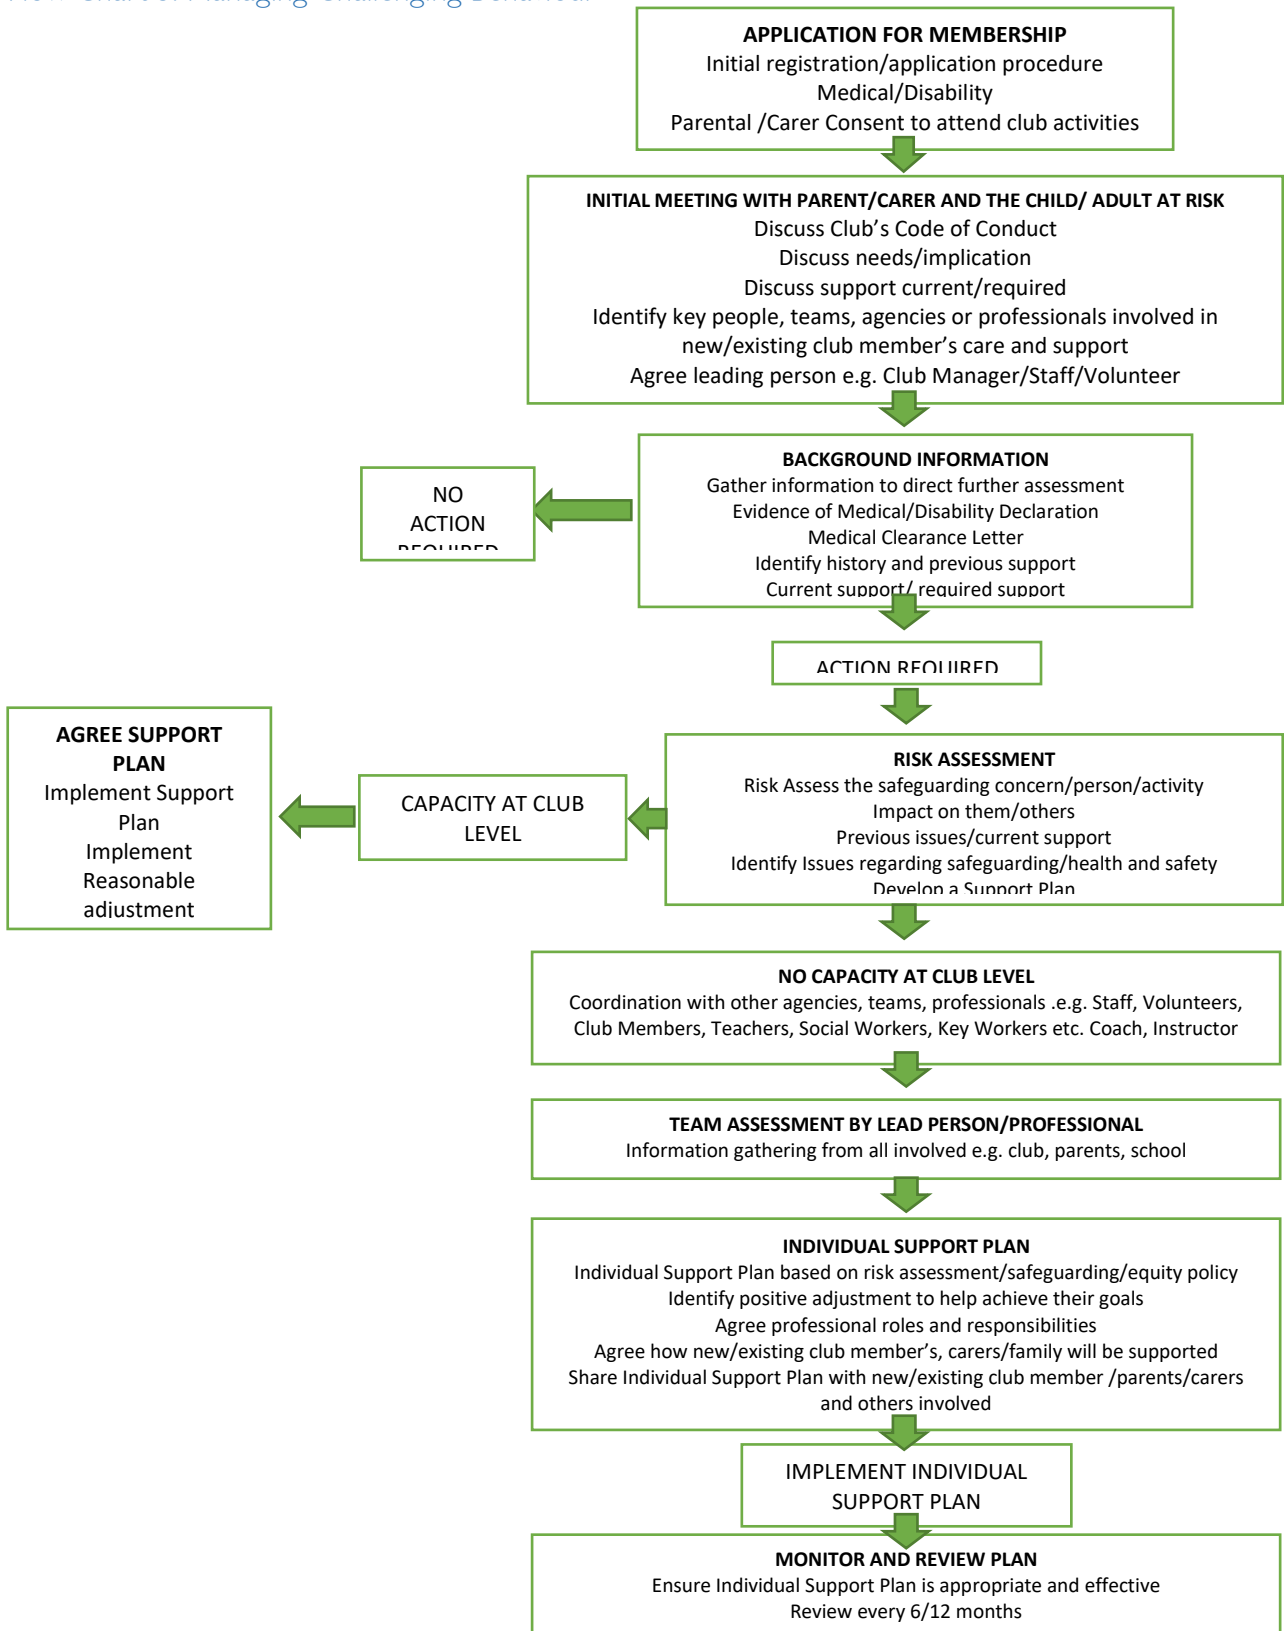 Flow Chart of Managing Challenging Behaviour
APPLICATION FOR MEMBERSHIP
Initial registration/application procedure
Medical/Disability
Parental /Carer Consent to attend club activities
INITIAL MEETING WITH PARENT/CARER AND THE CHILD/ ADULT AT RISK
Discuss Club's Code of Conduct
Discuss needs/implication
Discuss support current/required
Identify key people, teams, agencies or professionals involved in
new/existing club member's care and support
Agree leading person e.g. Club Manager/Staff/Volunteer
BACKGROUND INFORMATION
Gather information to direct further assessment
Evidence of Medical/Disability Declaration
Medical Clearance Letter
Identify history and previous support
Current support/ required support
NO
ACTION
REQUIRED
ACTION REQUIRED
RISK ASSESSMENT
Risk Assess the safeguarding concern/person/activity
Impact on them/others
Previous issues/current support
Identify Issues regarding safeguarding/health and safety
Develop a Support Plan
CAPACITY AT CLUB
LEVEL
AGREE SUPPORT
PLAN
Implement Support
Plan
Implement
Reasonable
adjustment
NO CAPACITY AT CLUB LEVEL
Coordination with other agencies, teams, professionals .e.g. Staff, Volunteers,
Club Members, Teachers, Social Workers, Key Workers etc. Coach, Instructor
TEAM ASSESSMENT BY LEAD PERSON/PROFESSIONAL
Information gathering from all involved e.g. club, parents, school
INDIVIDUAL SUPPORT PLAN
Individual Support Plan based on risk assessment/safeguarding/equity policy
Identify positive adjustment to help achieve their goals
Agree professional roles and responsibilities
Agree how new/existing club member's, carers/family will be supported
Share Individual Support Plan with new/existing club member /parents/carers
and others involved
IMPLEMENT INDIVIDUAL
SUPPORT PLAN
MONITOR AND REVIEW PLAN
Ensure Individual Support Plan is appropriate and effective
Review every 6/12 months